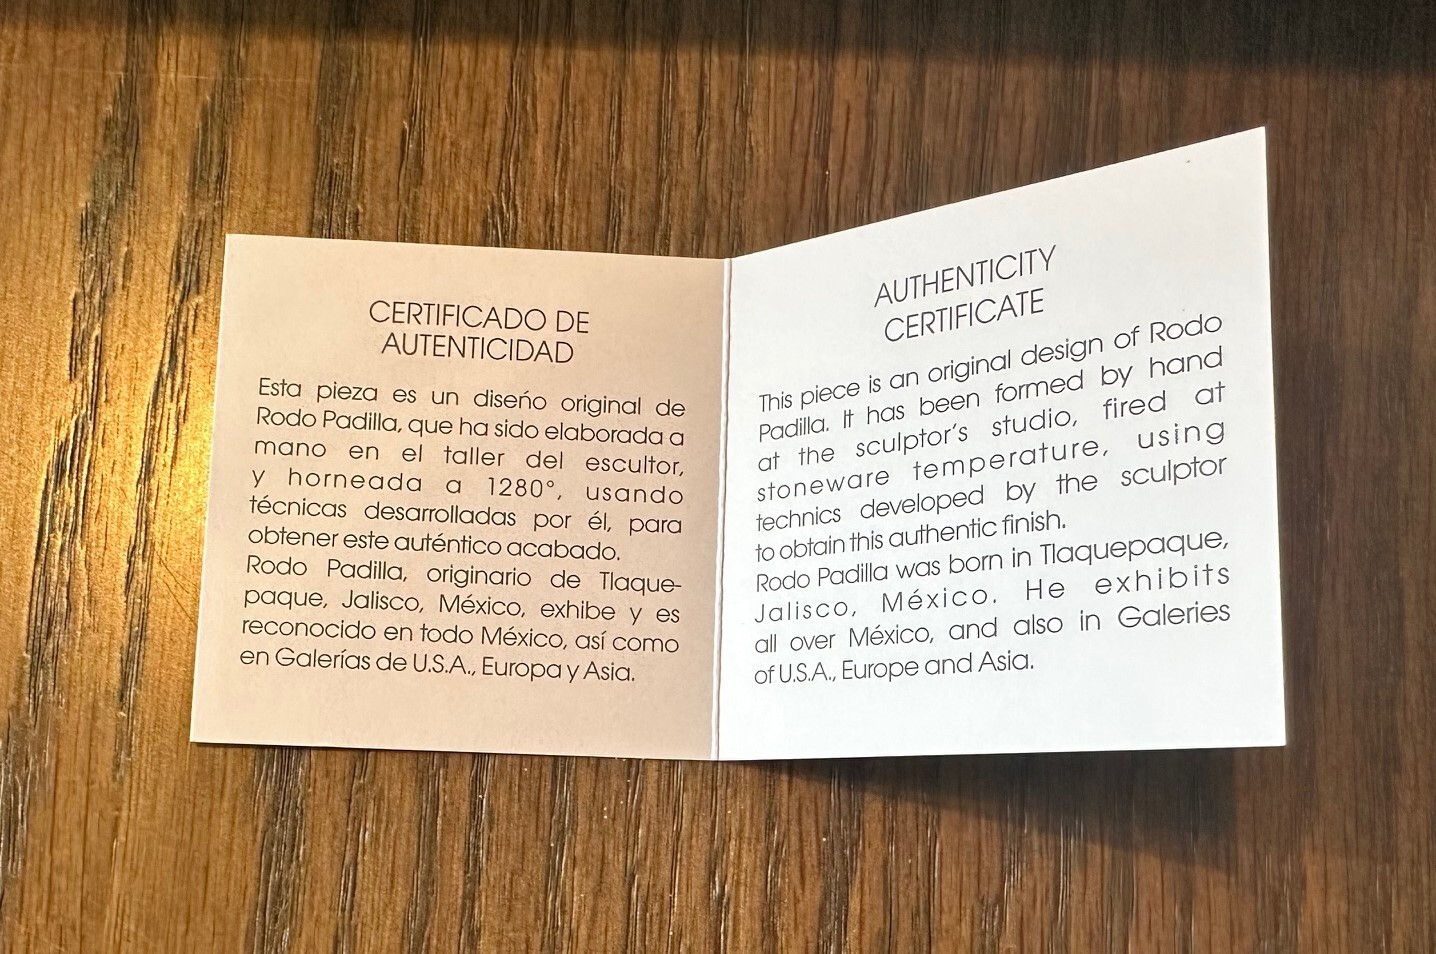 CERTIFICADO DE
AUTENTICIDAD
Esta pieza es un diseño original de
Rodo Padilla, que ha sido elaborada a
mano en el taller del escultor,
y horneada a 1280°, usando
técnicas desarrolladas por él, para
obtener este auténtico acabado.
Rodo Padilla, originario de Tlaque-
paque, Jalisco, México, exhibe y es
reconocido en todo México, así como
en Galerías de U.S.A., Europa y Asia.
AUTHENTICITY
CERTIFICATE
This piece is an original design of Rodo
Padilla. It has been formed by hand
at the sculptor's studio, fired at
stoneware temperature, using
technics developed by the sculptor
to obtain this authentic finish.
Rodo Padilla was born in Tlaquepaque,
Jalisco, México. He exhibits
all over México, and also in Galeries
of U.S.A., Europe and Asia.